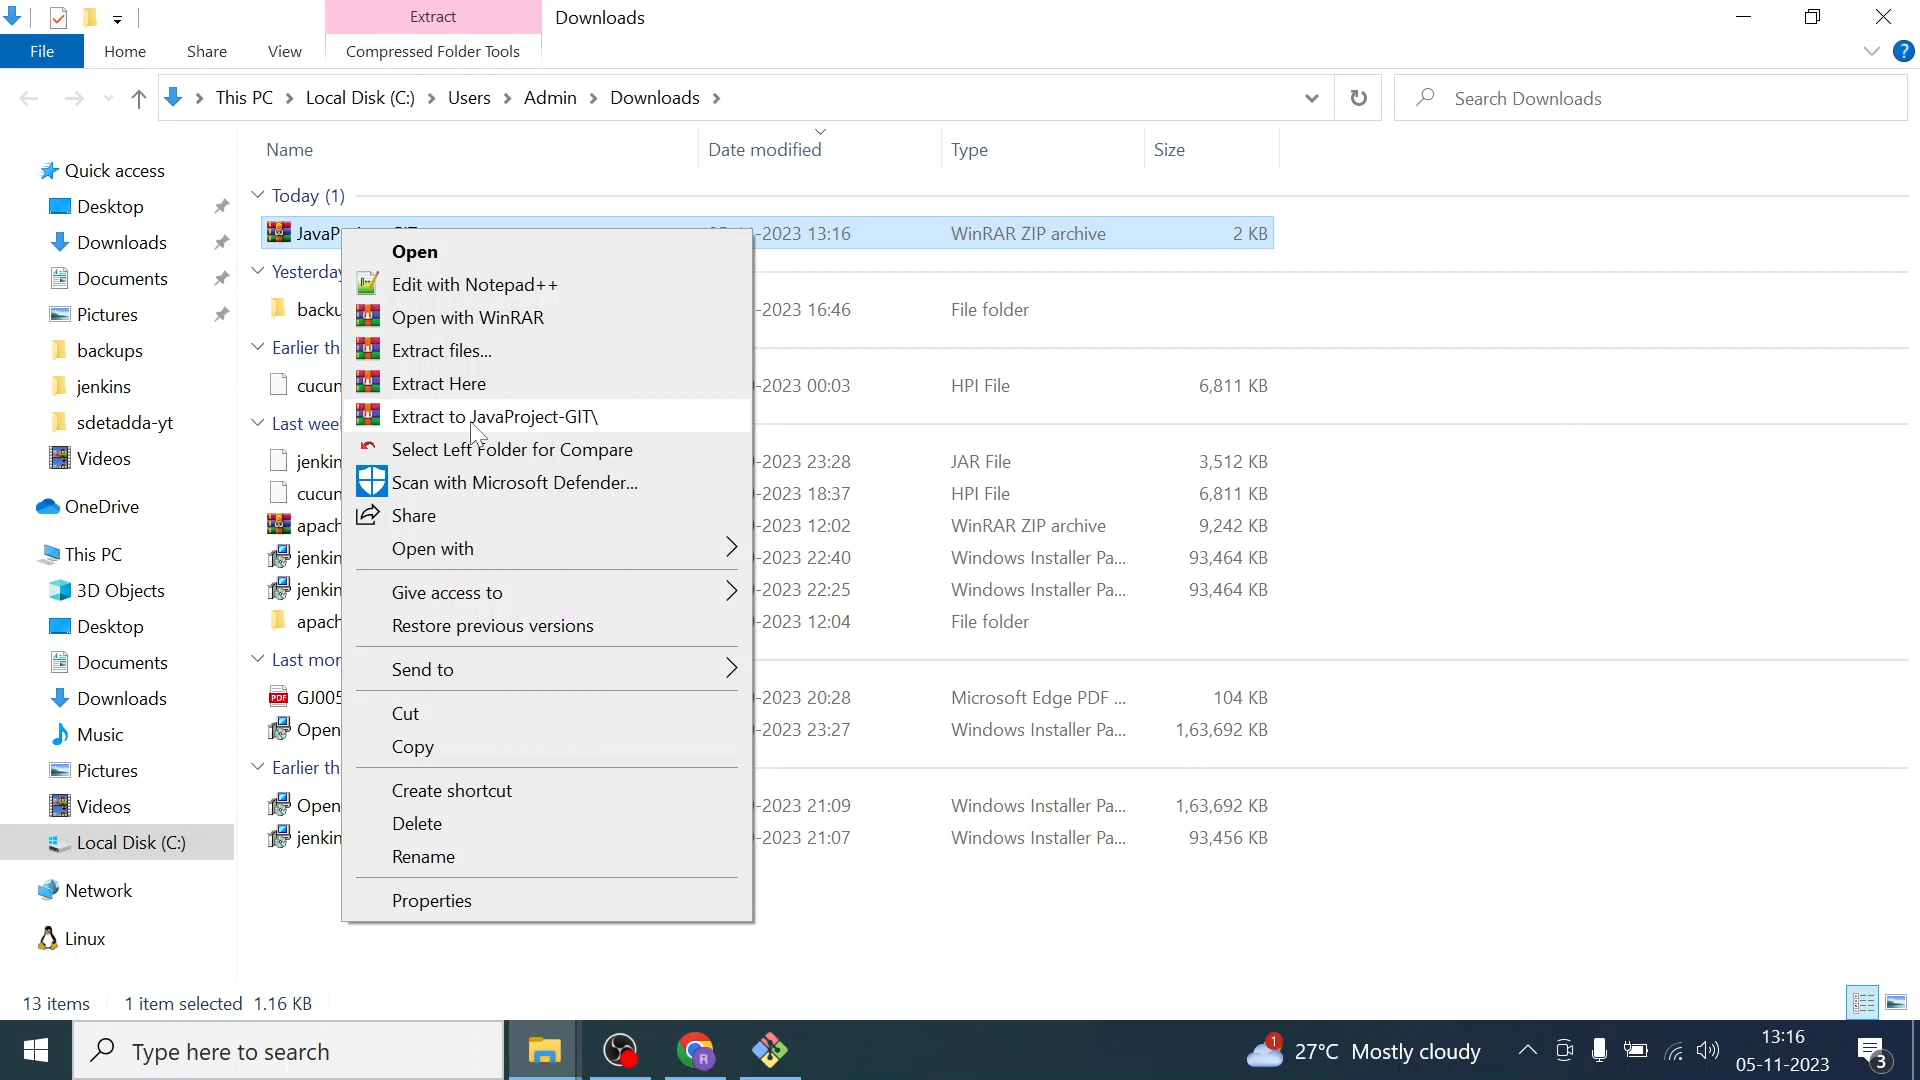 Extract
Downloads
File
Home
Share
View
Compressed Folder Tools
This PC
Local Disk (C:)
Users
Admin
Downloads
Search Downloads
Name
Date modified
Type
Size
Quick access
Desktop
Downloads
Documents
Pictures
backups
jenkins
sdetadda-yt
Videos
OneDrive
This PC
3D Objects
Desktop
Documents
Downloads
Music
Pictures
Videos
Local Disk (C:)
Network
Linux
Today (1)
JavaP
-2023 13:16 WinRAR ZIP archive 2 KB
Yesterday
backu -2023 16:46 File folder
Earlier th
cucun -2023 00:03 HPI File 6,811 KB
Last wee
jenkin -2023 23:28 JAR File 3,512 KB
cucun -2023 18:37 HPI File 6,811 KB
apach -2023 12:02 WinRAR ZIP archive 9,242 KB
jenkin -2023 22:40 Windows Installer Pa... 93,464 KB
jenkin -2023 22:25 Windows Installer Pa... 93,464 KB
apach -2023 12:04 File folder
Last mor
GJ005 -2023 20:28 Microsoft Edge PDF ... 104 KB
Open -2023 23:27 Windows Installer Pa... 1,63,692 KB
Earlier th
Open -2023 21:09 Windows Installer Pa... 1,63,692 KB
jenkin -2023 21:07 Windows Installer Pa... 93,456 KB
Open
Edit with Notepad++
Open with WinRAR
Extract files...
Extract Here
Extract to JavaProject-GIT\
Select Left Folder for Compare
Scan with Microsoft Defender...
Share
Open with
Give access to
Restore previous versions
Send to
Cut
Copy
Create shortcut
Delete
Rename
Properties
13 items 1 item selected 1.16 KB
Type here to search
R
1
27°C Mostly cloudy
13:16
05-11-2023
3